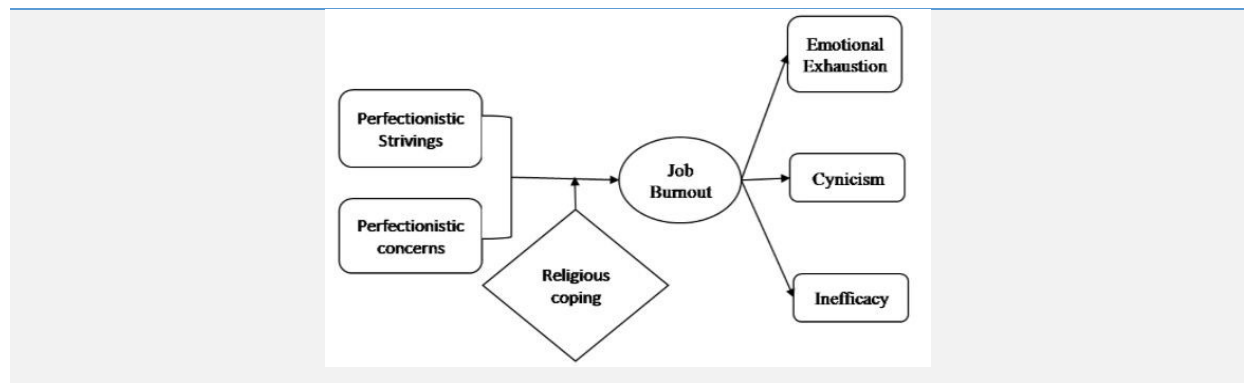 Emotional
Exhaustion
Perfectionistic
Strivings
Job
Burnout
Cynicism
Perfectionistic
concerns
Religious
coping
Inefficacy